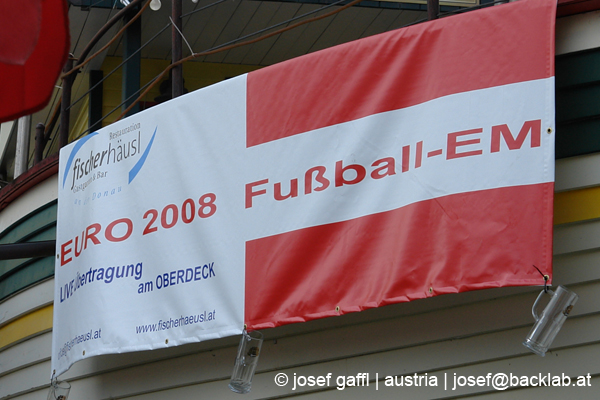 Restauration
fischerhäusl
EURO 2008
LIVE Übertragung
am OBERDECK
www.fischerhaeusl.at
Fußball-EM
© josef gaffl | austria | josef@backlab.at